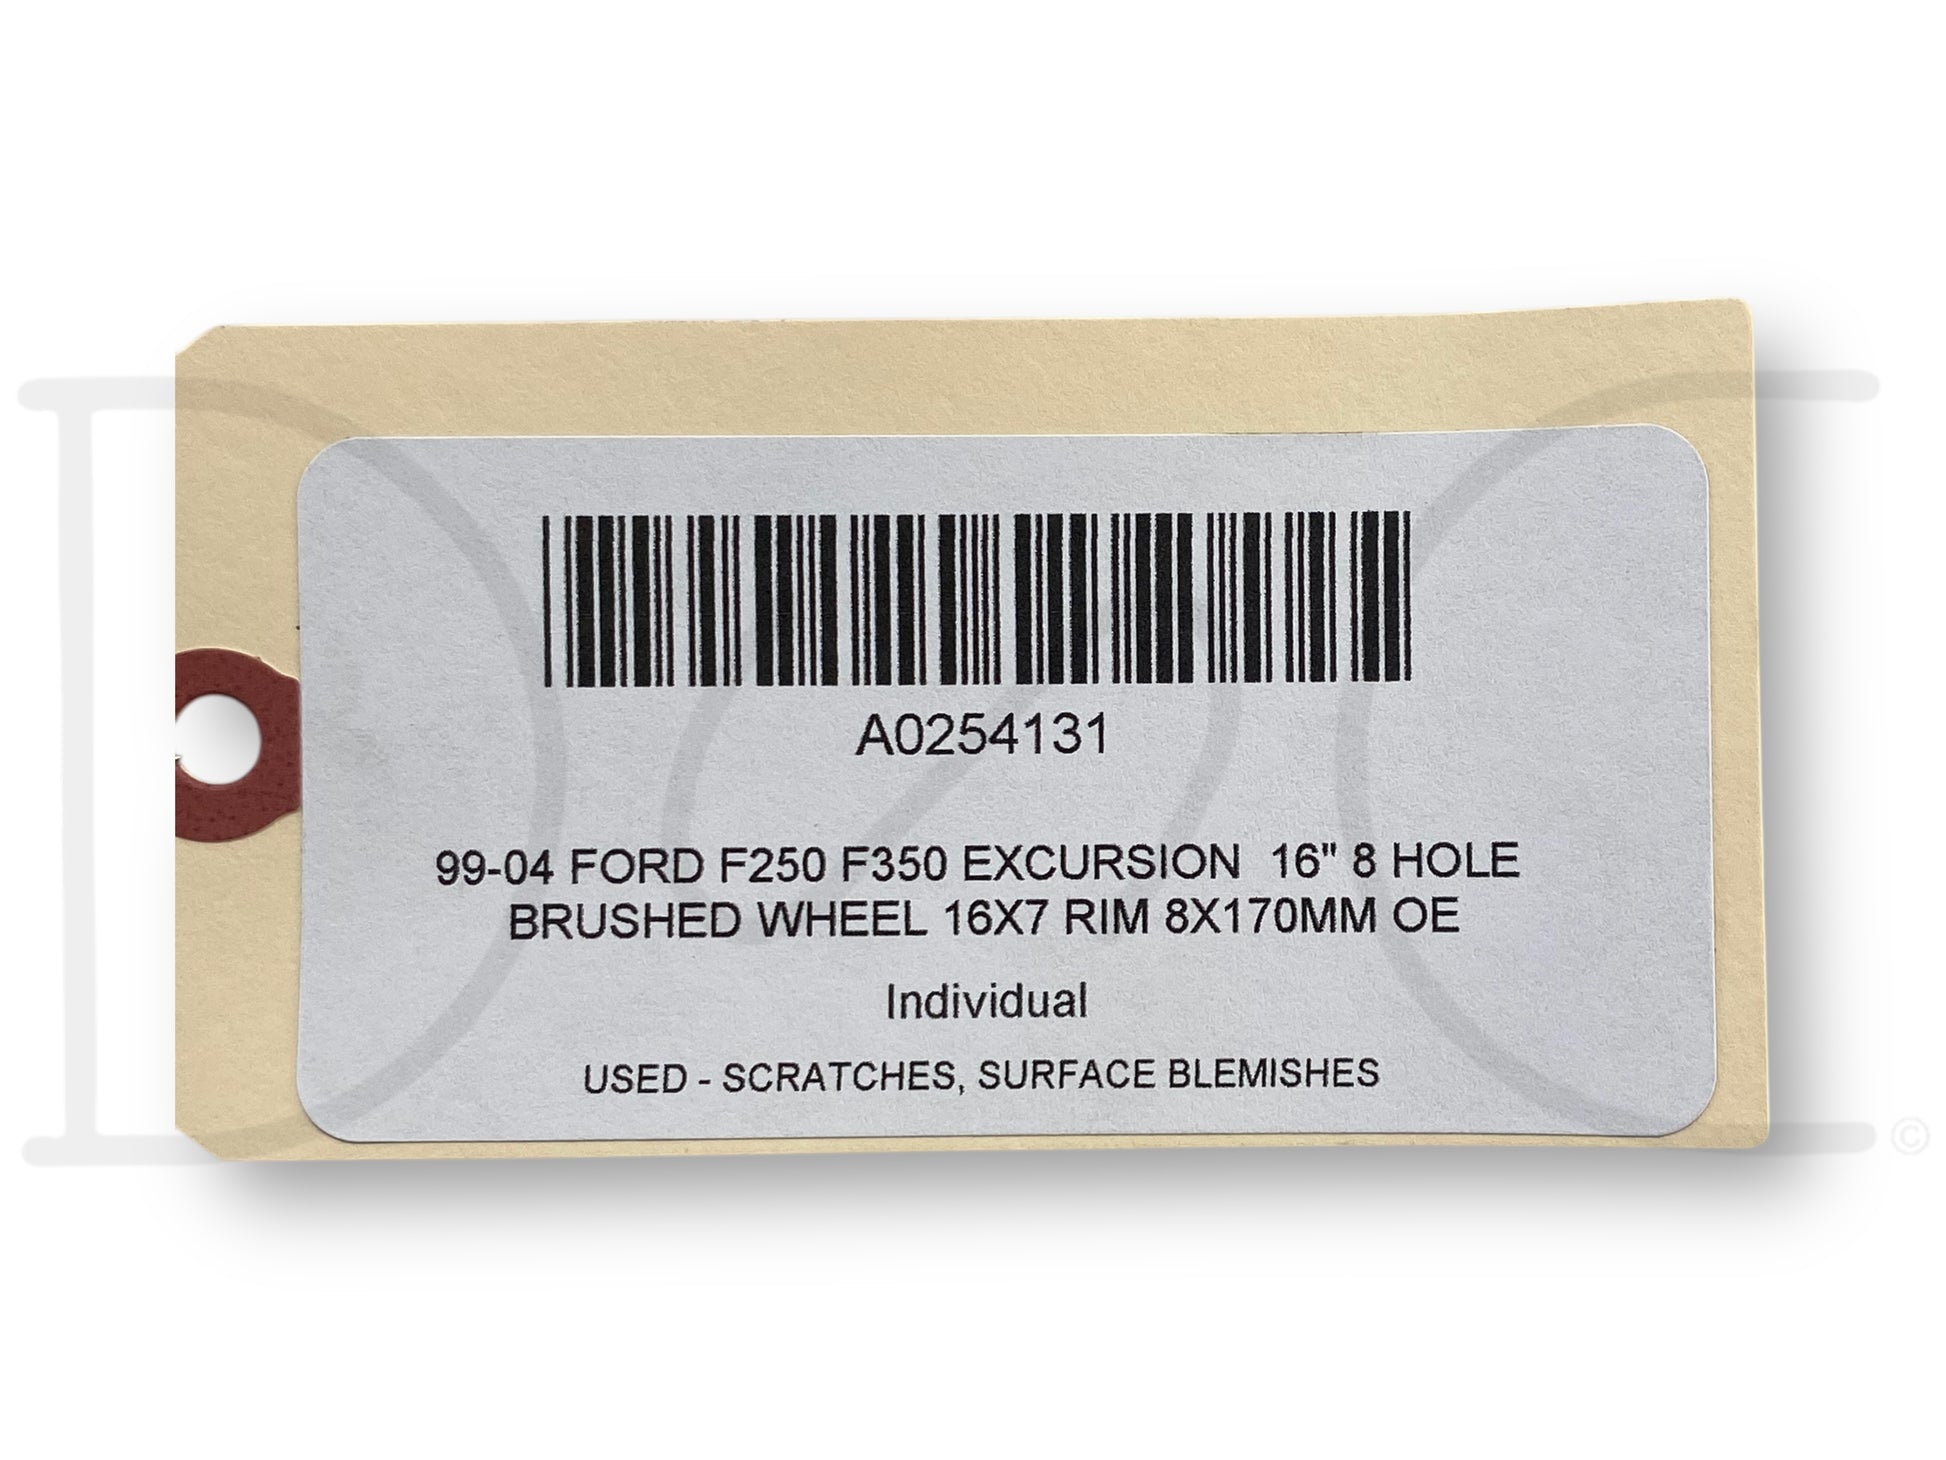 A0254131
99-04 FORD F250 F350 EXCURSION  16" 8 HOLE
BRUSHED WHEEL 16X7 RIM 8X170MM OE
Individual
USED - SCRATCHES, SURFACE BLEMISHES
©